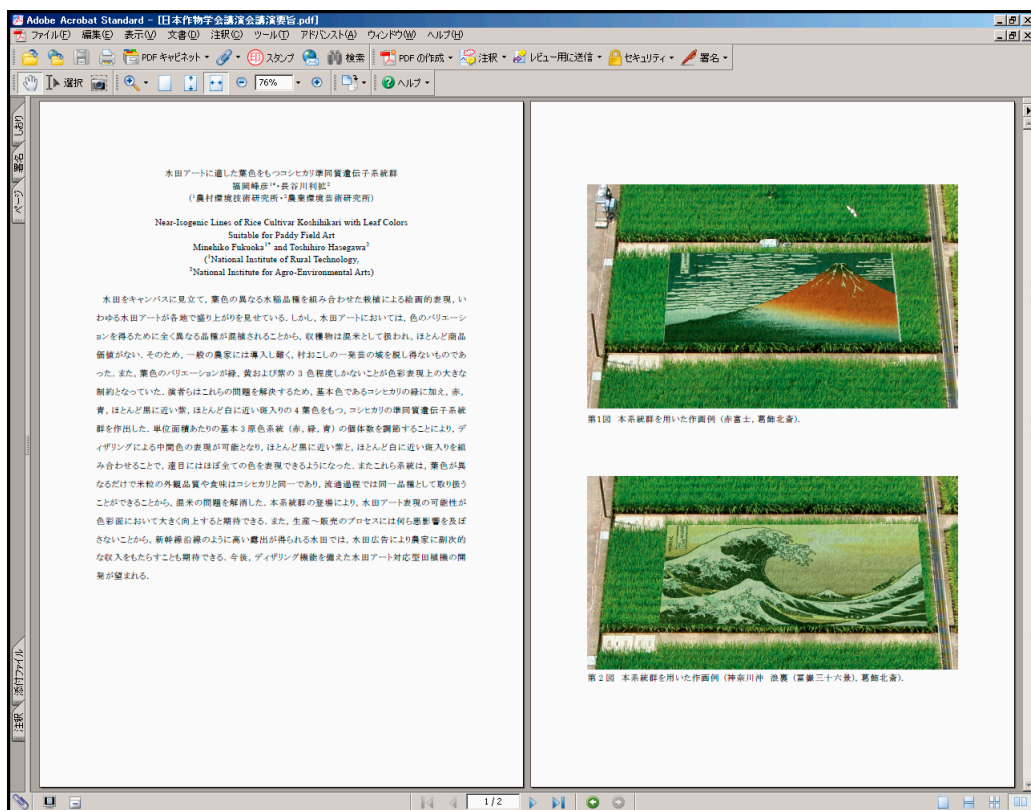 Adobe Acrobat Standard - [日本作物学会講演会講演要旨.pdf]
ファイル(F) 編集(E) 表示(V) 文書(D) 注釈(C) ツール(T) アドバンスト(A) ウィンドウ(W) ヘルプ(H)
PDF キャビネット スタンプ 検索 PDF の作成 注釈 レビュー用に送信 セキュリティ 署名
選択 76% ヘルプ
しおり
署名
ページ
添付ファイル
注釈
水田アートに適した葉色をもつコシヒカリ準同質遺伝子系統群
福岡峰彦1*・長谷川利拡2
(1農村環境技術研究所・2農業環境芸術研究所)
Near-Isogenic Lines of Rice Cultivar Koshihikari with Leaf Colors
Suitable for Paddy Field Art
Minehiko Fukuoka1* and Toshihiro Hasegawa2
(1National Institute of Rural Technology,
2National Institute for Agro-Environmental Arts)
水田をキャンバスに見立て，葉色の異なる水稲品種を組み合わせた栽植による絵画的表現，い
わゆる水田アートが各地で盛り上がりを見せている．しかし，水田アートにおいては，色のバリエーシ
ョンを得るために全く異なる品種が混植されることから，収穫物は混米として扱われ，ほとんど商品
価値がない．そのため，一般の農家には導入し難く，村おこしの一発芸の域を脱し得ないものであ
った．また，葉色のバリエーションが緑，黄および紫の 3 色程度しかないことが色彩表現上の大きな
制約となっていた．演者らはこれらの問題を解決するため，基本色であるコシヒカリの緑に加え，赤，
青，ほとんど黒に近い紫，ほとんど白に近い斑入りの 4 葉色をもつ，コシヒカリの準同質遺伝子系統
群を作出した．単位面積あたりの基本 3 原色系統（赤，緑，青）の個体数を調節することにより，デ
ィザリングによる中間色の表現が可能となり，ほとんど黒に近い紫と，ほとんど白に近い斑入りを組
み合わせることで，遠目にはほぼ全ての色を表現できるようになった．またこれら系統は，葉色が異
なるだけで米粒の外観品質や食味はコシヒカリと同一であり，流通過程では同一品種として取り扱う
ことができることから，混米の問題を解消した．本系統群の登場により，水田アート表現の可能性が
色彩面において大きく向上すると期待できる．また，生産～販売のプロセスには何ら悪影響を及ぼ
さないことから，新幹線沿線のように高い露出が得られる水田では，水田広告により農家に副次的
な収入をもたらすことも期待できる．今後，ディザリング機能を備えた水田アート対応型田植機の開
発が望まれる．
第1図 本系統群を用いた作画例（赤富士，葛飾北斎）．
第2図 本系統群を用いた作画例（神奈川沖 浪裏（富嶽三十六景），葛飾北斎）．
1/2